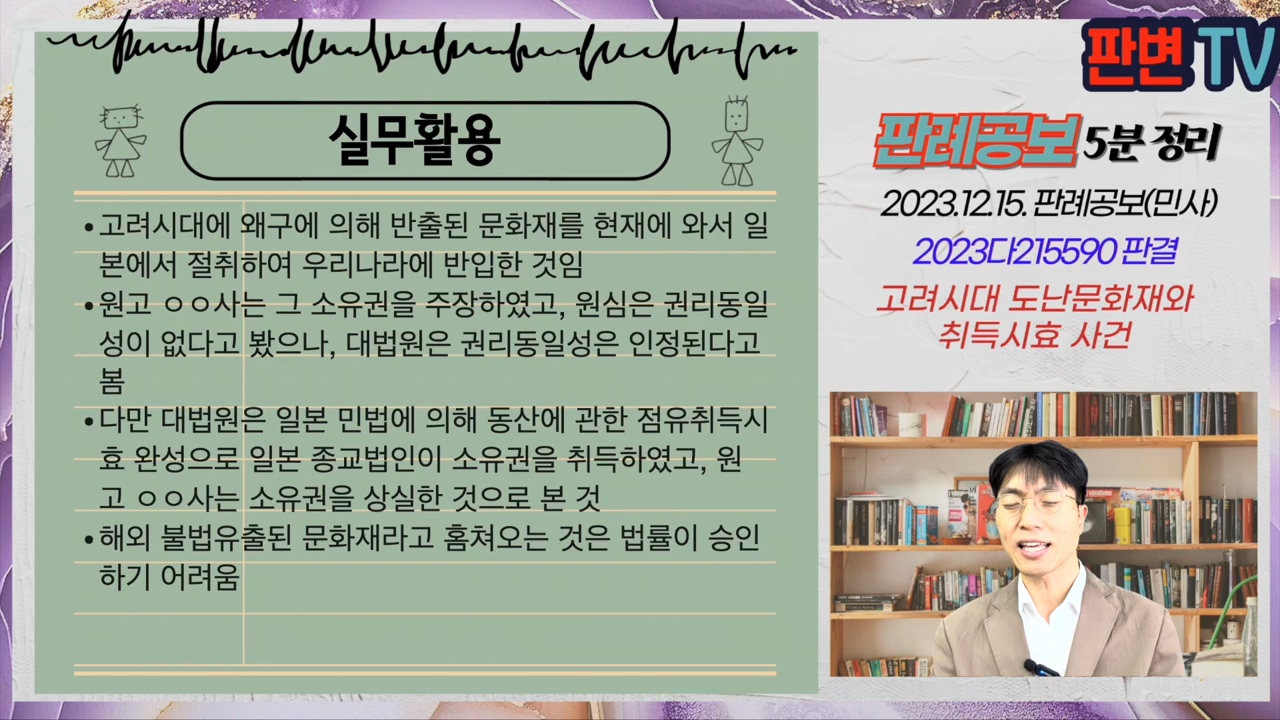 판변 TV
실무활용
판례공보 5분 정리
2023.12.15. 판례공보(민사)
2023다215590 판결
고려시대 도난문화재와
취득시효 사건
•고려시대에 왜구에 의해 반출된 문화재를 현재에 와서 일
본에서 절취하여 우리나라에 반입한 것임
•원고 ㅇㅇ사는 그 소유권을 주장하였고, 원심은 권리동일
성이 없다고 봤으나, 대법원은 권리동일성은 인정된다고
봄
•다만 대법원은 일본 민법에 의해 동산에 관한 점유취득시
효 완성으로 일본 종교법인이 소유권을 취득하였고, 원
고 ㅇㅇ사는 소유권을 상실한 것으로 본 것
•해외 불법유출된 문화재라고 훔쳐오는 것은 법률이 승인
하기 어려움